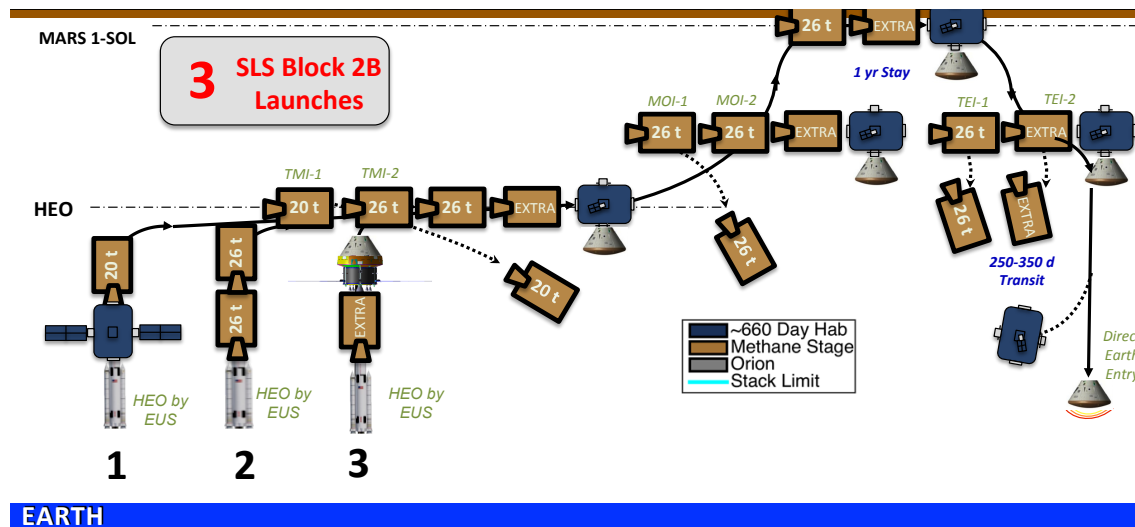 MARS 1-SOL
3
SLS Block 2B
Launches
26 t
EXTRA
1 yr Stay
MOI-1
MOI-2
26 t
26 t
EXTRA
TEI-1
TEI-2
26 t
EXTRA
HEO
TMI-1
TMI-2
20 t
26 t
26 t
EXTRA
26 t
26 t
EXTRA
250-350 d
Transit
20 t
26 t
20 t
26 t
EXTRA
~660 Day Hab
Methane Stage
Orion
Stack Limit
Direc
Earth
Entry
HEO by
EUS
HEO by
EUS
HEO by
EUS
1
2
3
EARTH